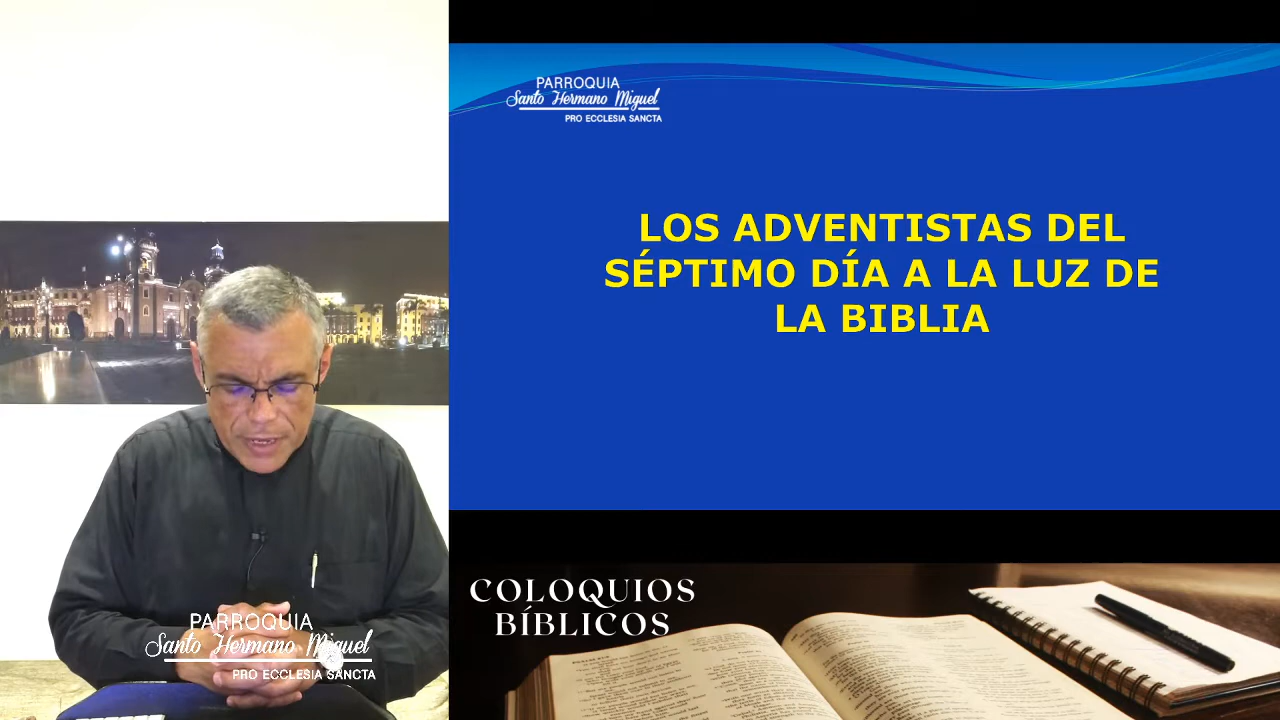 PARROQUIA
Santo Hermano Miguel
PRO ECCLESIA SANCTA
LOS ADVENTISTAS DEL
SÉPTIMO DÍA A LA LUZ DE
LA BIBLIA
COLOQUIOS
BÍBLICOS
PARROQUIA
Santo Hermano Miguel
PRO ECCLESIA SANCTA